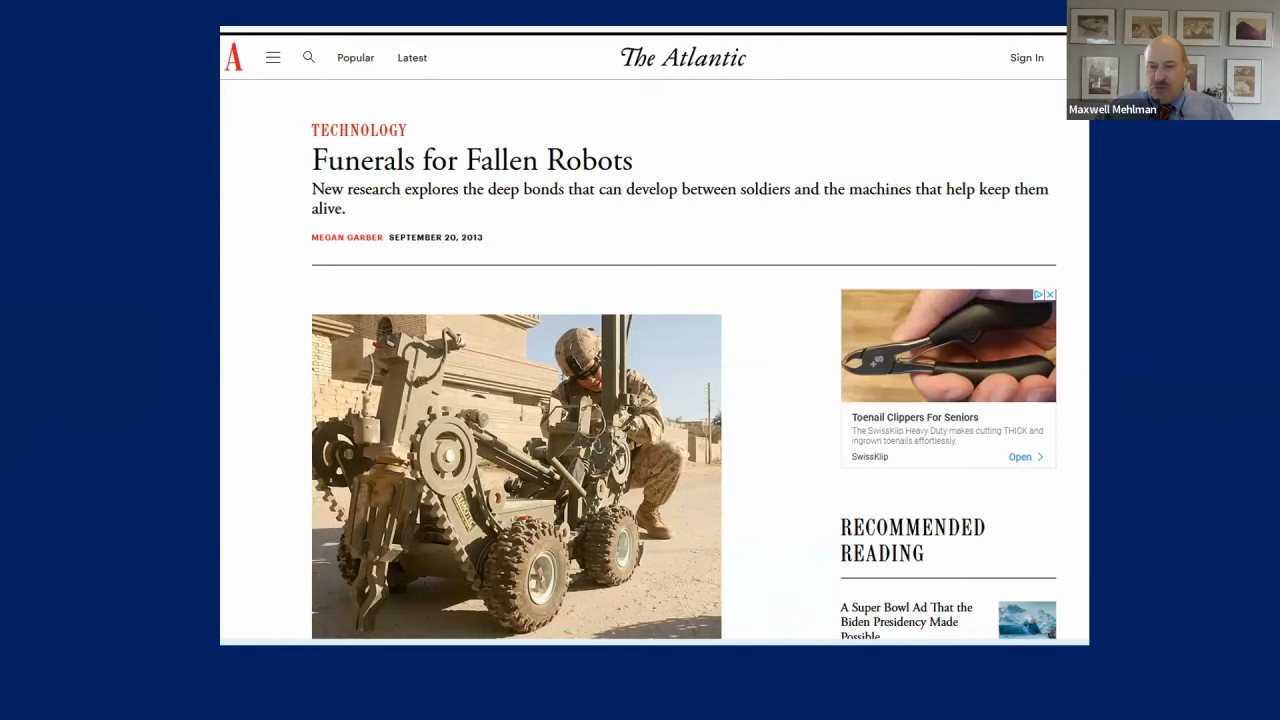 A
Popular
Latest
The Atlantic
Sign In
Maxwell Mehlman
TECHNOLOGY
Funerals for Fallen Robots
New research explores the deep bonds that can develop between soldiers and the machines that help keep them
alive.
MEGAN GARBER SEPTEMBER 20, 2013
Toenail Clippers For Seniors
The SwissKlip Heavy Duty makes cutting THICK and
ingrown toenails effortlessly.
SwissKlip
Open
RECOMMENDED
READING
A Super Bowl Ad That the
Biden Presidency Made
Possible